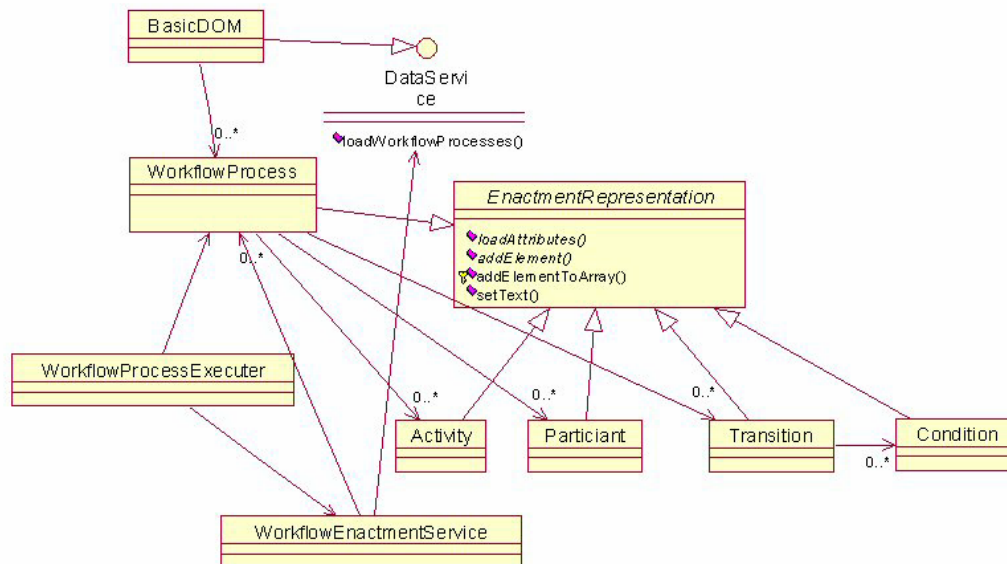 BasicDOM
DataServi
ce
loadWorkflowProcesses()
0..*
WorkflowProcess
EnactmentRepresentation
loadAttributes()
addElement()
addElementToArray()
setText()
0..*
WorkflowProcessExecuter
0..*
0..*
0..*
Activity
Particiant
Transition
Condition
0..*
WorkflowEnactmentService